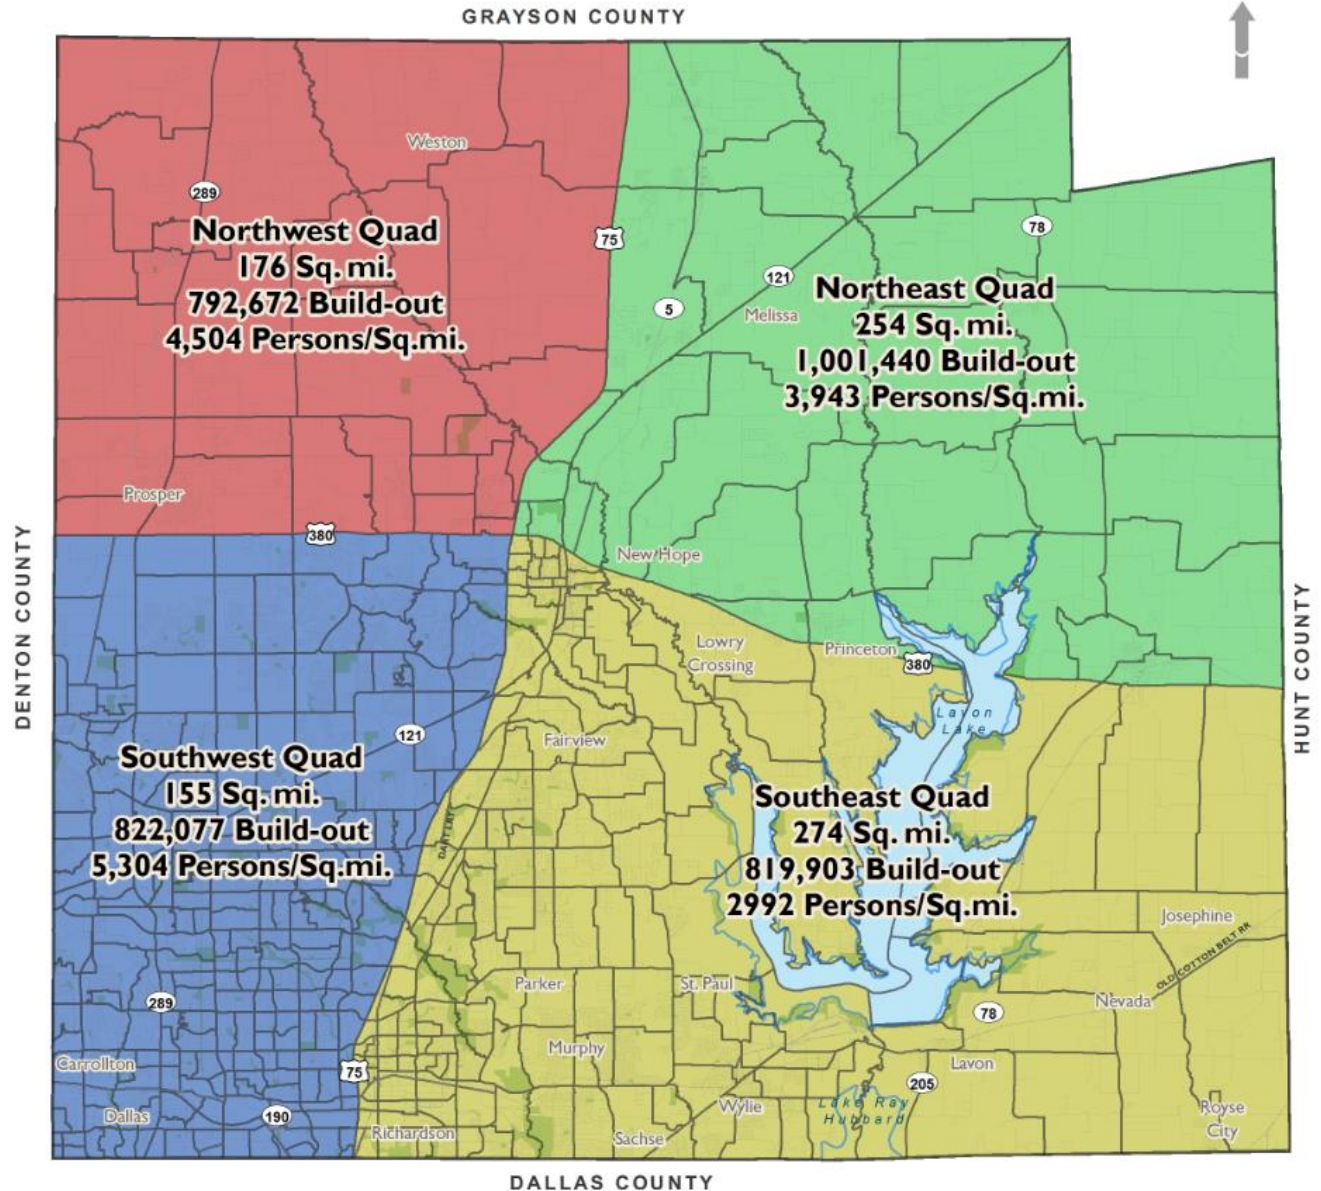 GRAYSON COUNTY
Weston
289
Northwest Quad
176 Sq. mi.
792,672 Build-out
4,504 Persons/Sq.mi.
75
78
121
5
Melissa
Northeast Quad
254 Sq. mi.
1,001,440 Build-out
3,943 Persons/Sq.mi.
Prosper
380
New Hope
DENTON COUNTY
HUNT COUNTY
Lowry
Crossing
Princeton
380
Lavon
Lake
121
Fairview
Southwest Quad
155 Sq. mi.
822,077 Build-out
5,304 Persons/Sq.mi.
DART LRT
Southeast Quad
274 Sq. mi.
819,903 Build-out
2992 Persons/Sq.mi.
Josephine
OLD COTTON BELT RR
289
Parker
St. Paul
Nevada
78
Murphy
Carrollton
75
Lavon
205
Dallas
190
Richardson
Sachse
Wylie
Lake Ray
Hubbard
Royse
City
DALLAS COUNTY